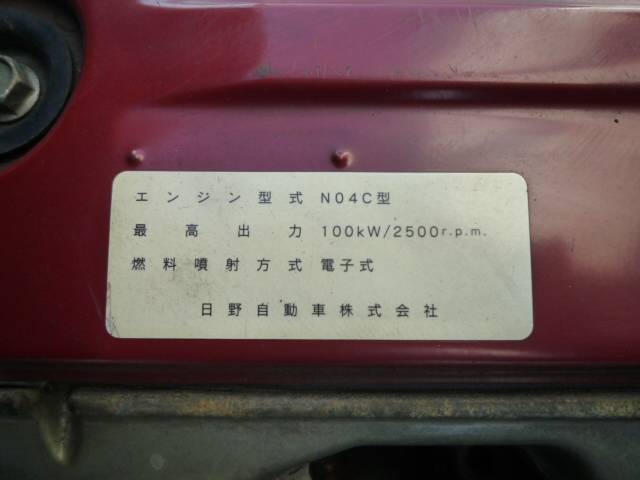 エンジン型式 N04C型
最高出力 100kW/2500r.p.m.
燃料噴射方式 電子式
日野自動車株式会社